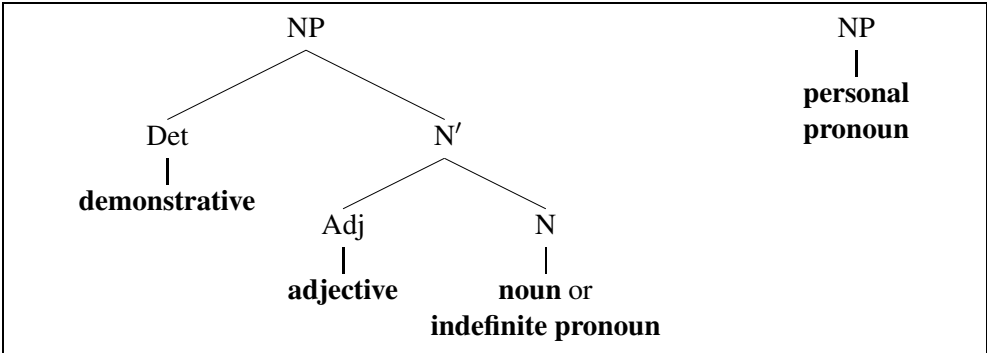 NP NP
personal
pronoun
Det N′
demonstrative
Adj N
adjective noun or
indefinite pronoun